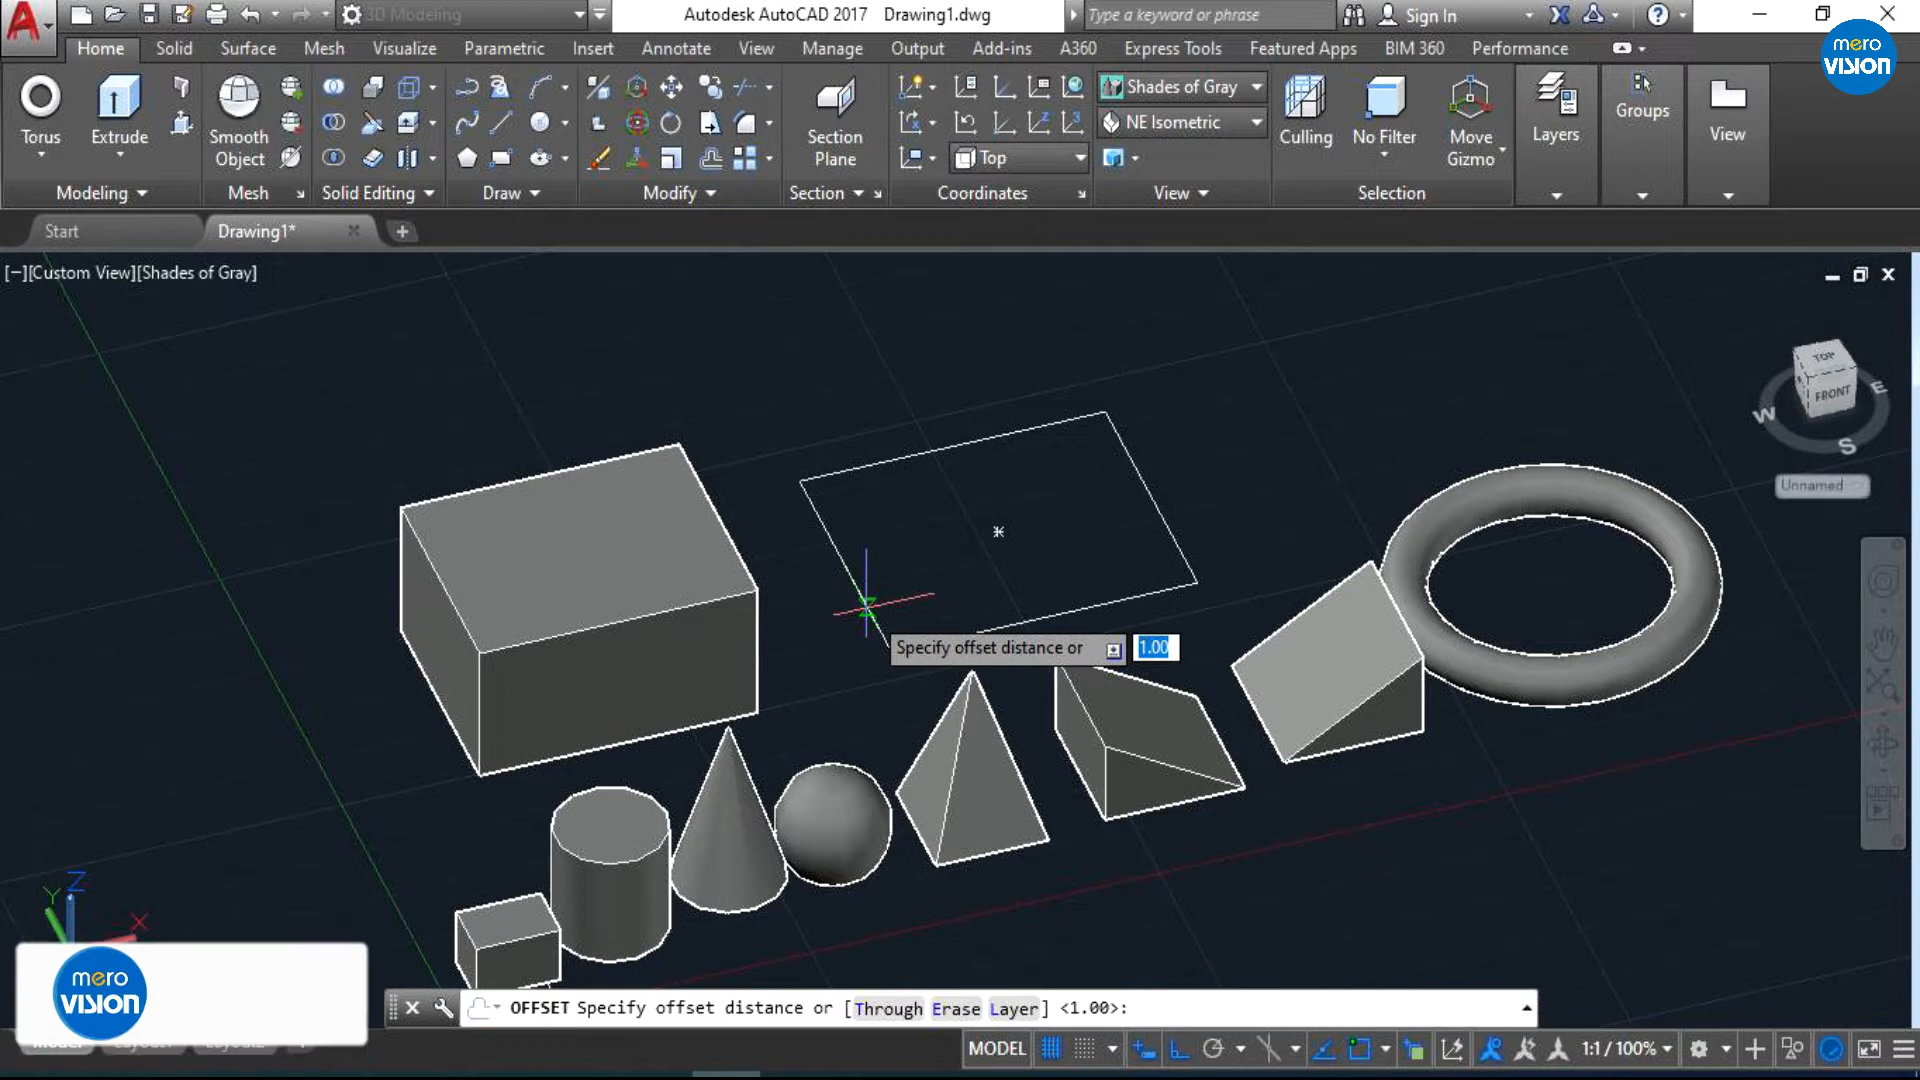 3D Modeling
Autodesk AutoCAD 2017 Drawing1.dwg
Type a keyword or phrase
Sign In
mero
VISION
Home Solid Surface Mesh Visualize Parametric Insert Annotate View Manage Output Add-ins A360 Express Tools Featured Apps BIM 360 Performance
Torus
Extrude
Smooth
Object
Section
Plane
Shades of Gray
NE Isometric
Top
Culling
No Filter
Move
Gizmo
Layers
Groups
View
Modeling
Mesh
Solid Editing
Draw
Modify
Section
Coordinates
View
Selection
Start
Drawing1*
[−][Custom View][Shades of Gray]
TOP
FRONT
W
E
S
Unnamed
Specify offset distance or
1.00
Y
Z
X
mero
VISION
OFFSET Specify offset distance or [Through Erase Layer] <1.00>:
MODEL
1:1 / 100%